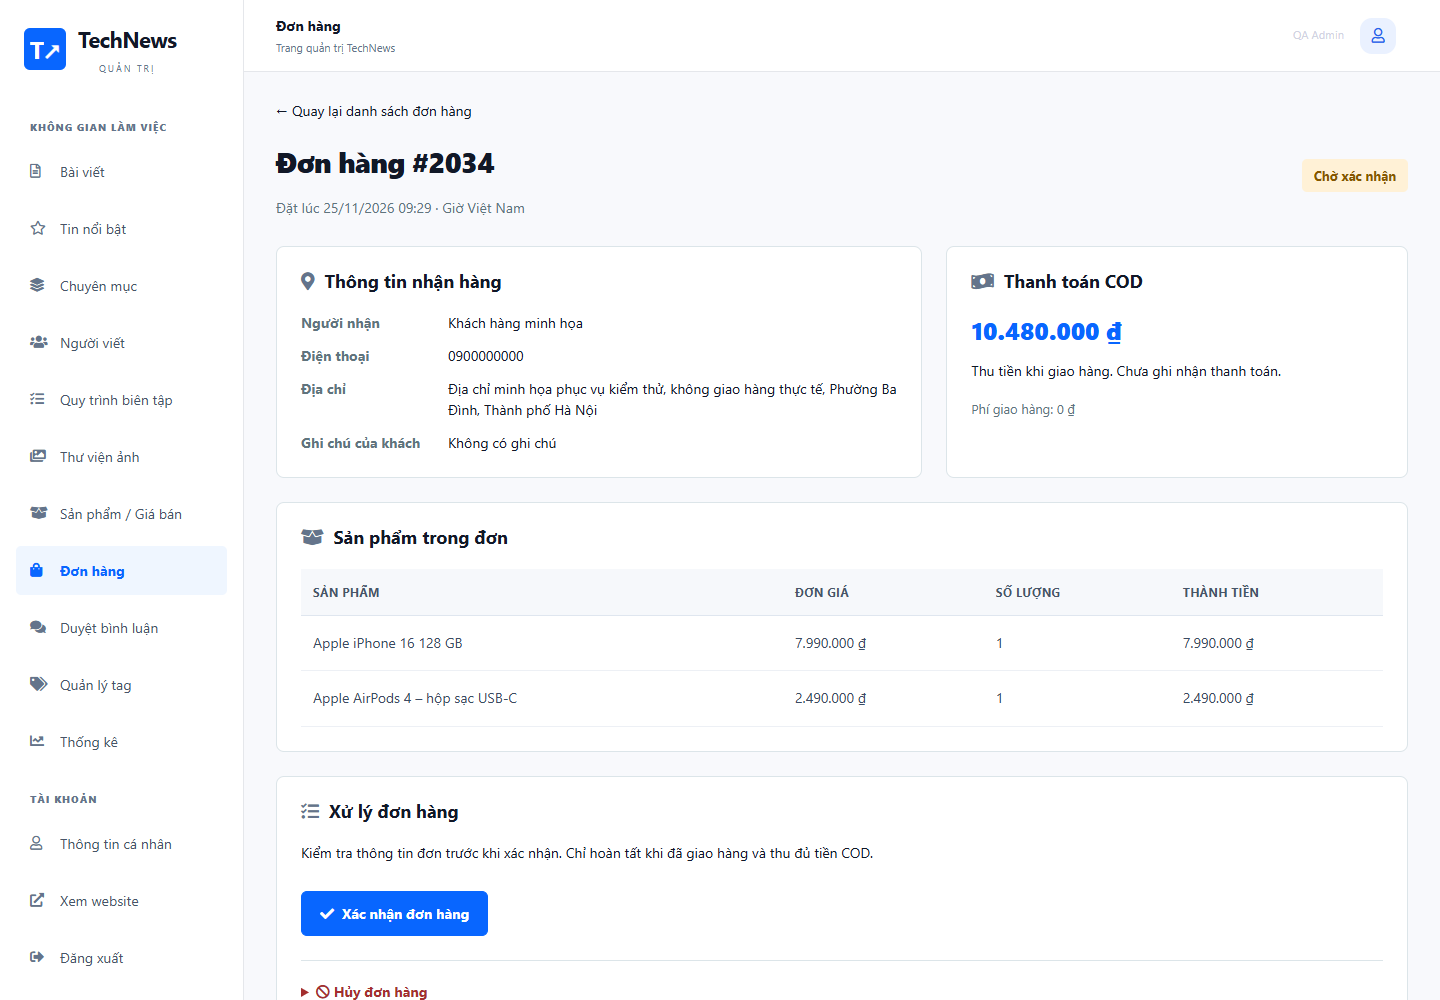 T↗ TechNews
QUẢN TRỊ
KHÔNG GIAN LÀM VIỆC
Bài viết
Tin nổi bật
Chuyên mục
Người viết
Quy trình biên tập
Thư viện ảnh
Sản phẩm / Giá bán
Đơn hàng
Duyệt bình luận
Quản lý tag
Thống kê
TÀI KHOẢN
Thông tin cá nhân
Xem website
Đăng xuất
Đơn hàng
Trang quản trị TechNews
QA Admin
← Quay lại danh sách đơn hàng
Đơn hàng #2034
Đặt lúc 25/11/2026 09:29 · Giờ Việt Nam
Chờ xác nhận
Thông tin nhận hàng
Người nhận Khách hàng minh họa
Điện thoại 0900000000
Địa chỉ Địa chỉ minh họa phục vụ kiểm thử, không giao hàng thực tế, Phường Ba
Đình, Thành phố Hà Nội
Ghi chú của khách Không có ghi chú
Thanh toán COD
10.480.000 ₫
Thu tiền khi giao hàng. Chưa ghi nhận thanh toán.
Phí giao hàng: 0 ₫
Sản phẩm trong đơn
SẢN PHẨM ĐƠN GIÁ SỐ LƯỢNG THÀNH TIỀN
Apple iPhone 16 128 GB 7.990.000 ₫ 1 7.990.000 ₫
Apple AirPods 4 – hộp sạc USB-C 2.490.000 ₫ 1 2.490.000 ₫
Xử lý đơn hàng
Kiểm tra thông tin đơn trước khi xác nhận. Chỉ hoàn tất khi đã giao hàng và thu đủ tiền COD.
Xác nhận đơn hàng
Hủy đơn hàng